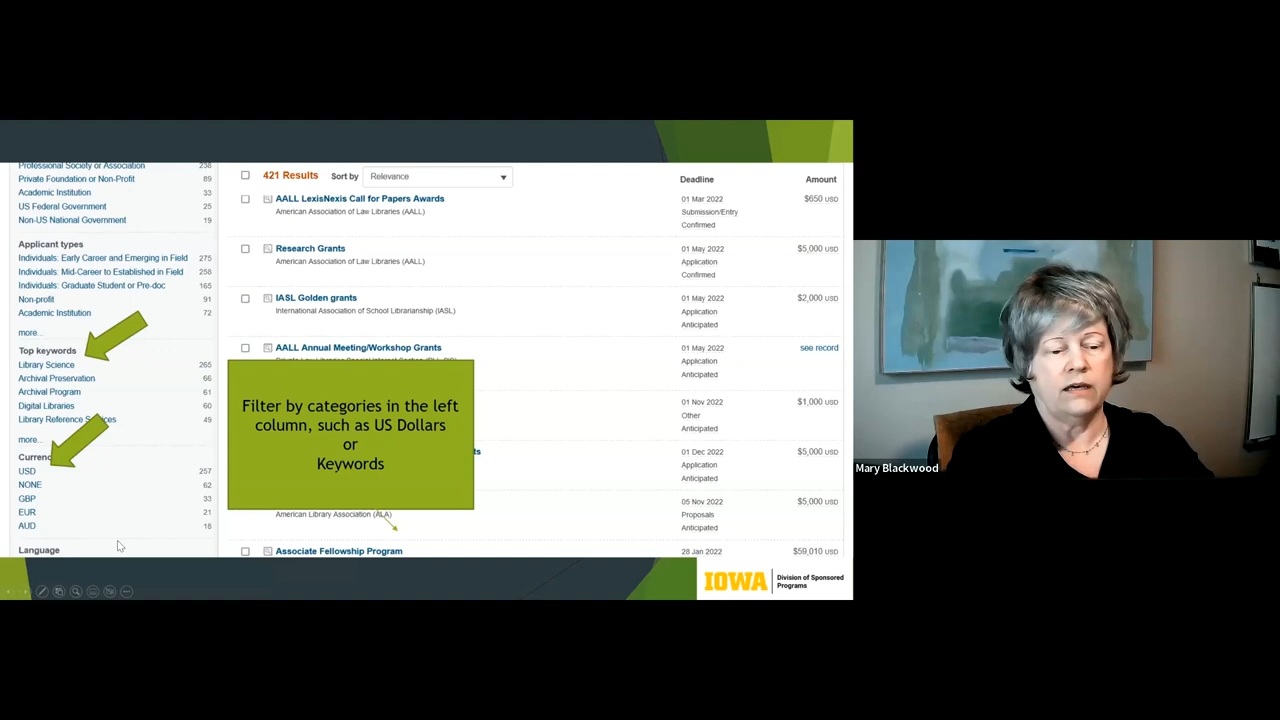 Professional Society or Association 238
Private Foundation or Non-Profit 89
Academic Institution 33
US Federal Government 25
Non-US National Government 19
Applicant types
Individuals: Early Career and Emerging in Field 275
Individuals: Mid-Career to Established in Field 258
Individuals: Graduate Student or Pre-doc 165
Non-profit 91
Academic Institution 72
more...
Top keywords
Library Science 265
Archival Preservation 66
Archival Program 61
Digital Libraries 60
Library Reference 49
more...
USD 257
NONE 62
GBP 33
EUR 21
AUD 18
Language
421 Results Sort by Relevance
Deadline Amount
AALL LexisNexis Call for Papers Awards 01 Mar 2022 $650 USD
American Association of Law Libraries (AALL) Submission/Entry
Confirmed
Research Grants 01 May 2022 $5,000 USD
American Association of Law Libraries (AALL) Application
Confirmed
IASL Golden grants 01 May 2022 $2,000 USD
International Association of School Librarianship (IASL) Application
Anticipated
AALL Annual Meeting/Workshop Grants 01 May 2022 see record
Application
Anticipated
01 Nov 2022 $1,000 USD
Other
Anticipated
01 Dec 2022 $5,000 USD
Application
Anticipated
05 Nov 2022 $5,000 USD
American Library Association (ALA) Proposals
Anticipated
Associate Fellowship Program 28 Jan 2022 $59,010 USD
Filter by categories in the left
column, such as US Dollars
or
Keywords
IOWA
Division of Sponsored
Programs
Mary Blackwood